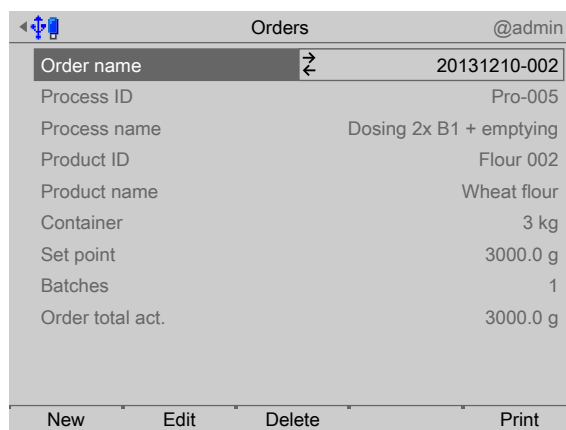 Orders @admin
Order name 20131210-002
Process ID Pro-005
Process name Dosing 2x B1 + emptying
Product ID Flour 002
Product name Wheat flour
Container 3 kg
Set point 3000.0 g
Batches 1
Order total act. 3000.0 g
New Edit Delete Print